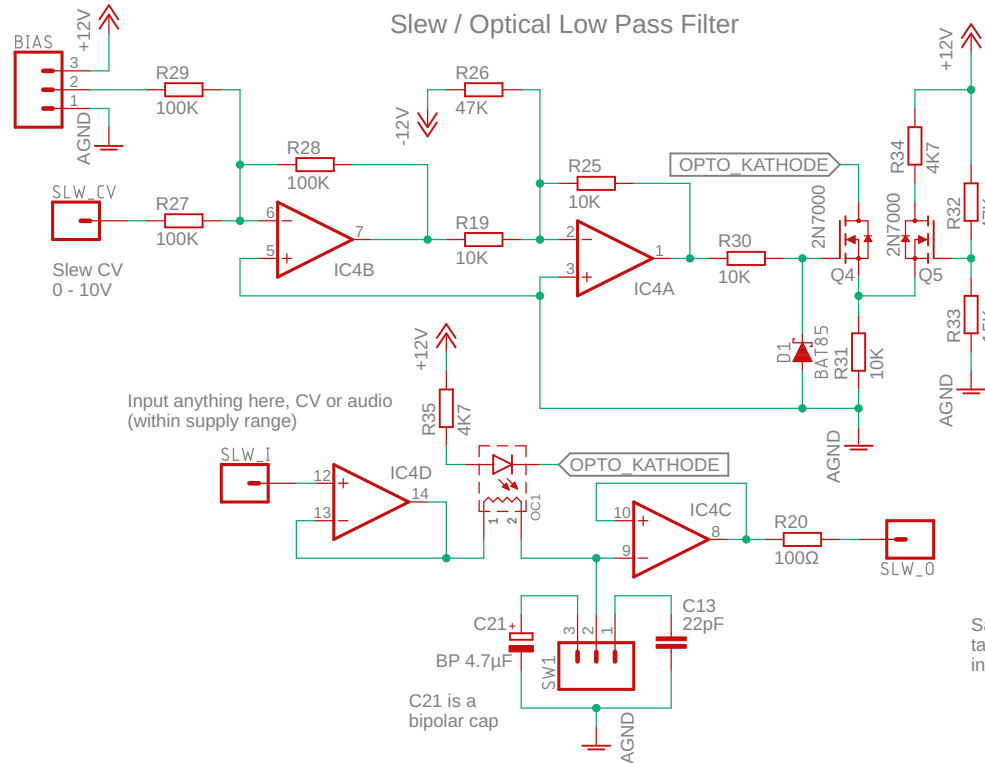 Slew / Optical Low Pass Filter
BIAS
+12V
3
2
1
AGND
R29
100K
R28
100K
SLW_CV
R27
100K
Slew CV
0 - 10V
6
5
7
IC4B
R26
47K
-12V
R25
10K
R19
10K
2
3
1
IC4A
R30
10K
OPTO_KATHODE
2N7000
Q4
2N7000
Q5
R34
4K7
+12V
R32
R33
AGND
D1
BAT85
R31
10K
AGND
Input anything here, CV or audio
(within supply range)
SLW_I
12
13
14
IC4D
+12V
R35
4K7
OPTO_KATHODE
OC1
1
2
10
9
8
IC4C
R20
100Ω
SLW_O
C21
+
BP 4.7µF
C21 is a
bipolar cap
3
2
1
SW1
C13
22pF
AGND